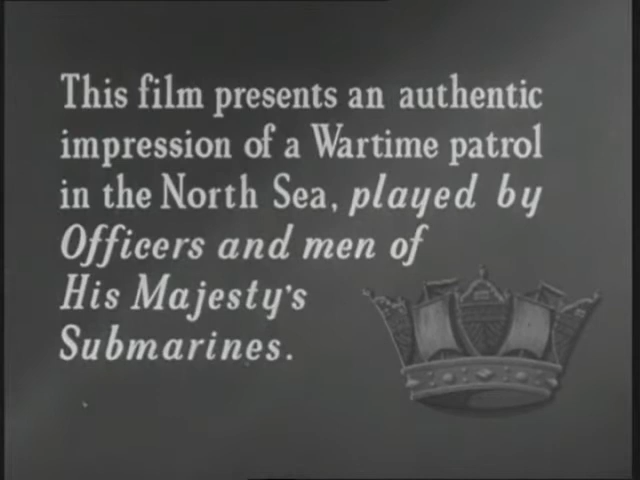 This film presents an authentic
impression of a Wartime patrol
in the North Sea, played by
Officers and men of
His Majesty's
Submarines.